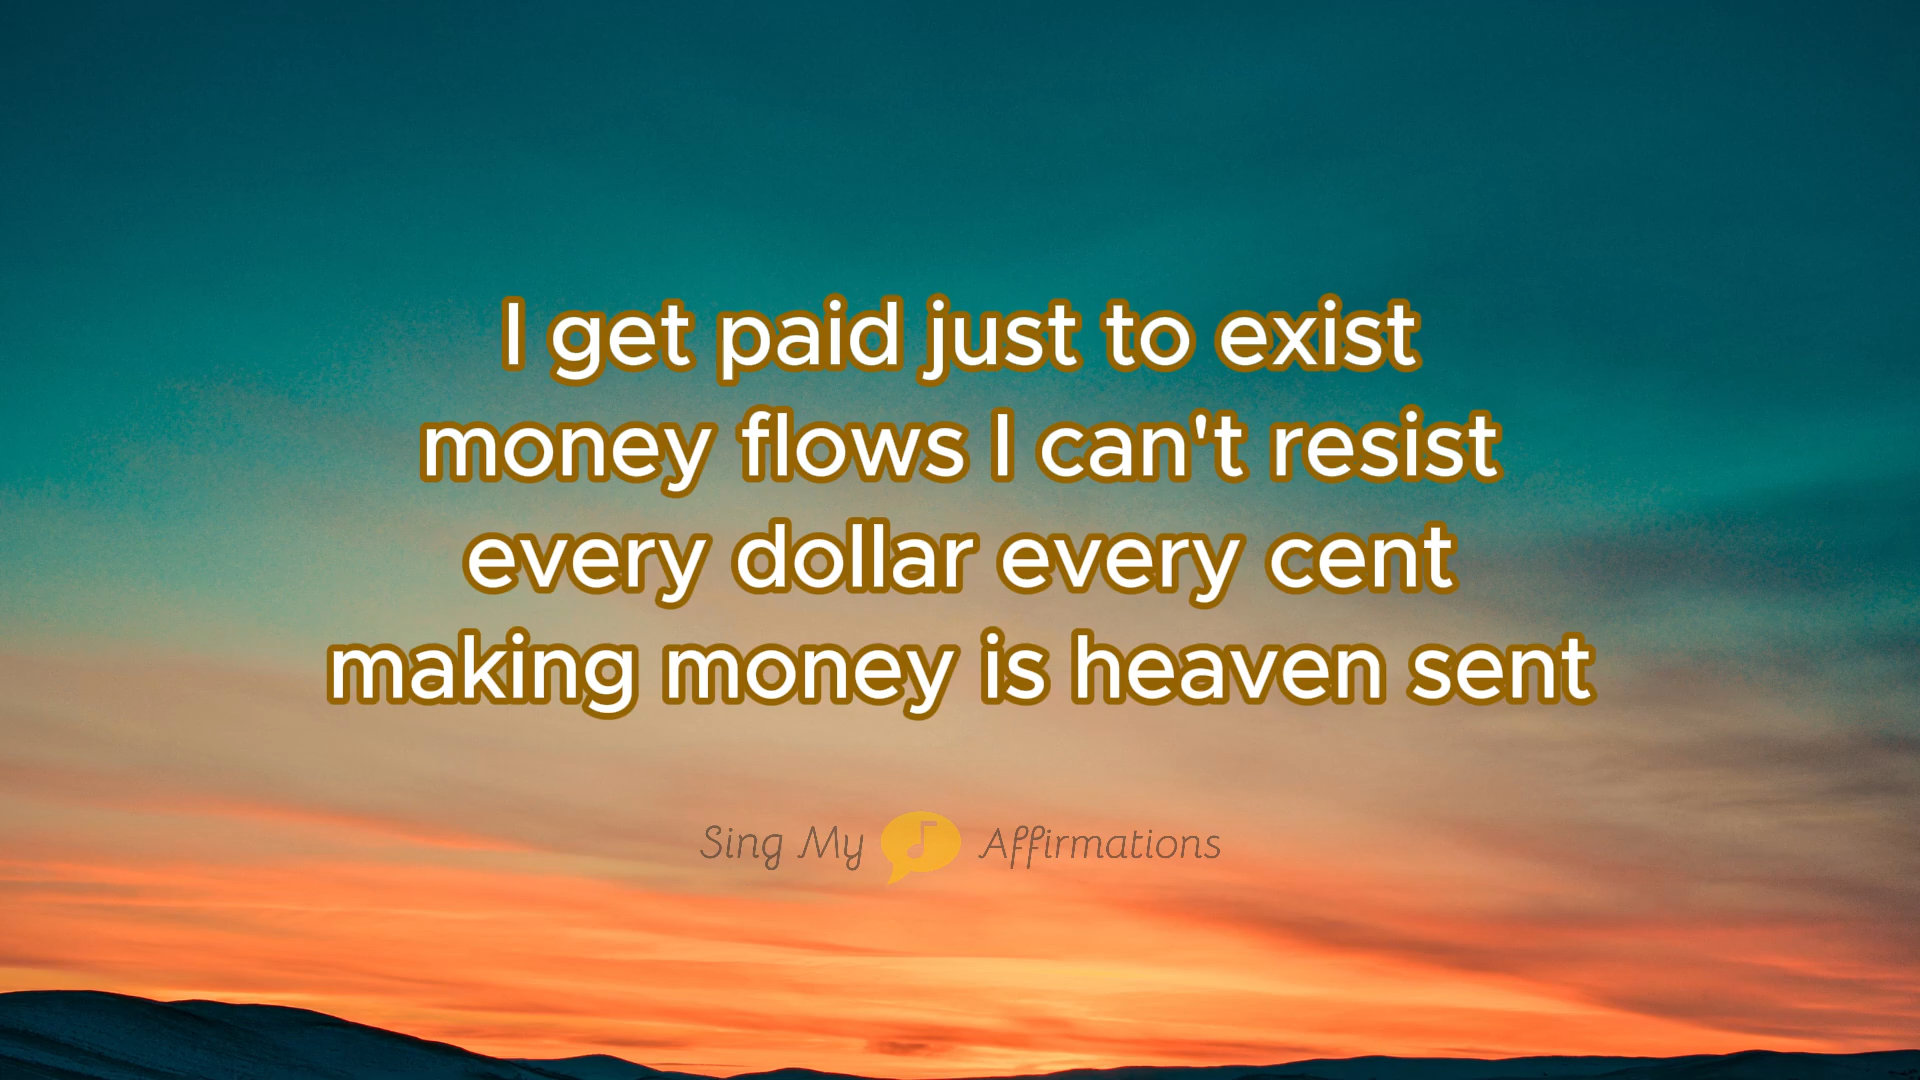 I get paid just to exist
money flows I can't resist
every dollar every cent
making money is heaven sent
Sing My Affirmations